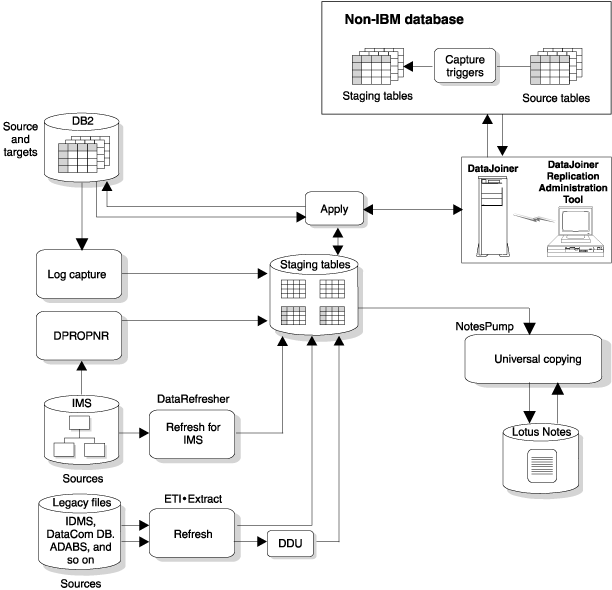 Non-IBM database
Capture
triggers
Staging tables
Source tables
DB2
Source
and
targets
DataJoiner
DataJoiner
Replication
Administration
Tool
Apply
Log capture
Staging tables
DPROPNR
NotesPump
Universal copying
IMS
DataRefresher
Refresh for
IMS
Lotus Notes
Sources
ETI•Extract
Legacy files
IDMS,
DataCom DB.
ADABS, and
so on
Refresh
DDU
Sources